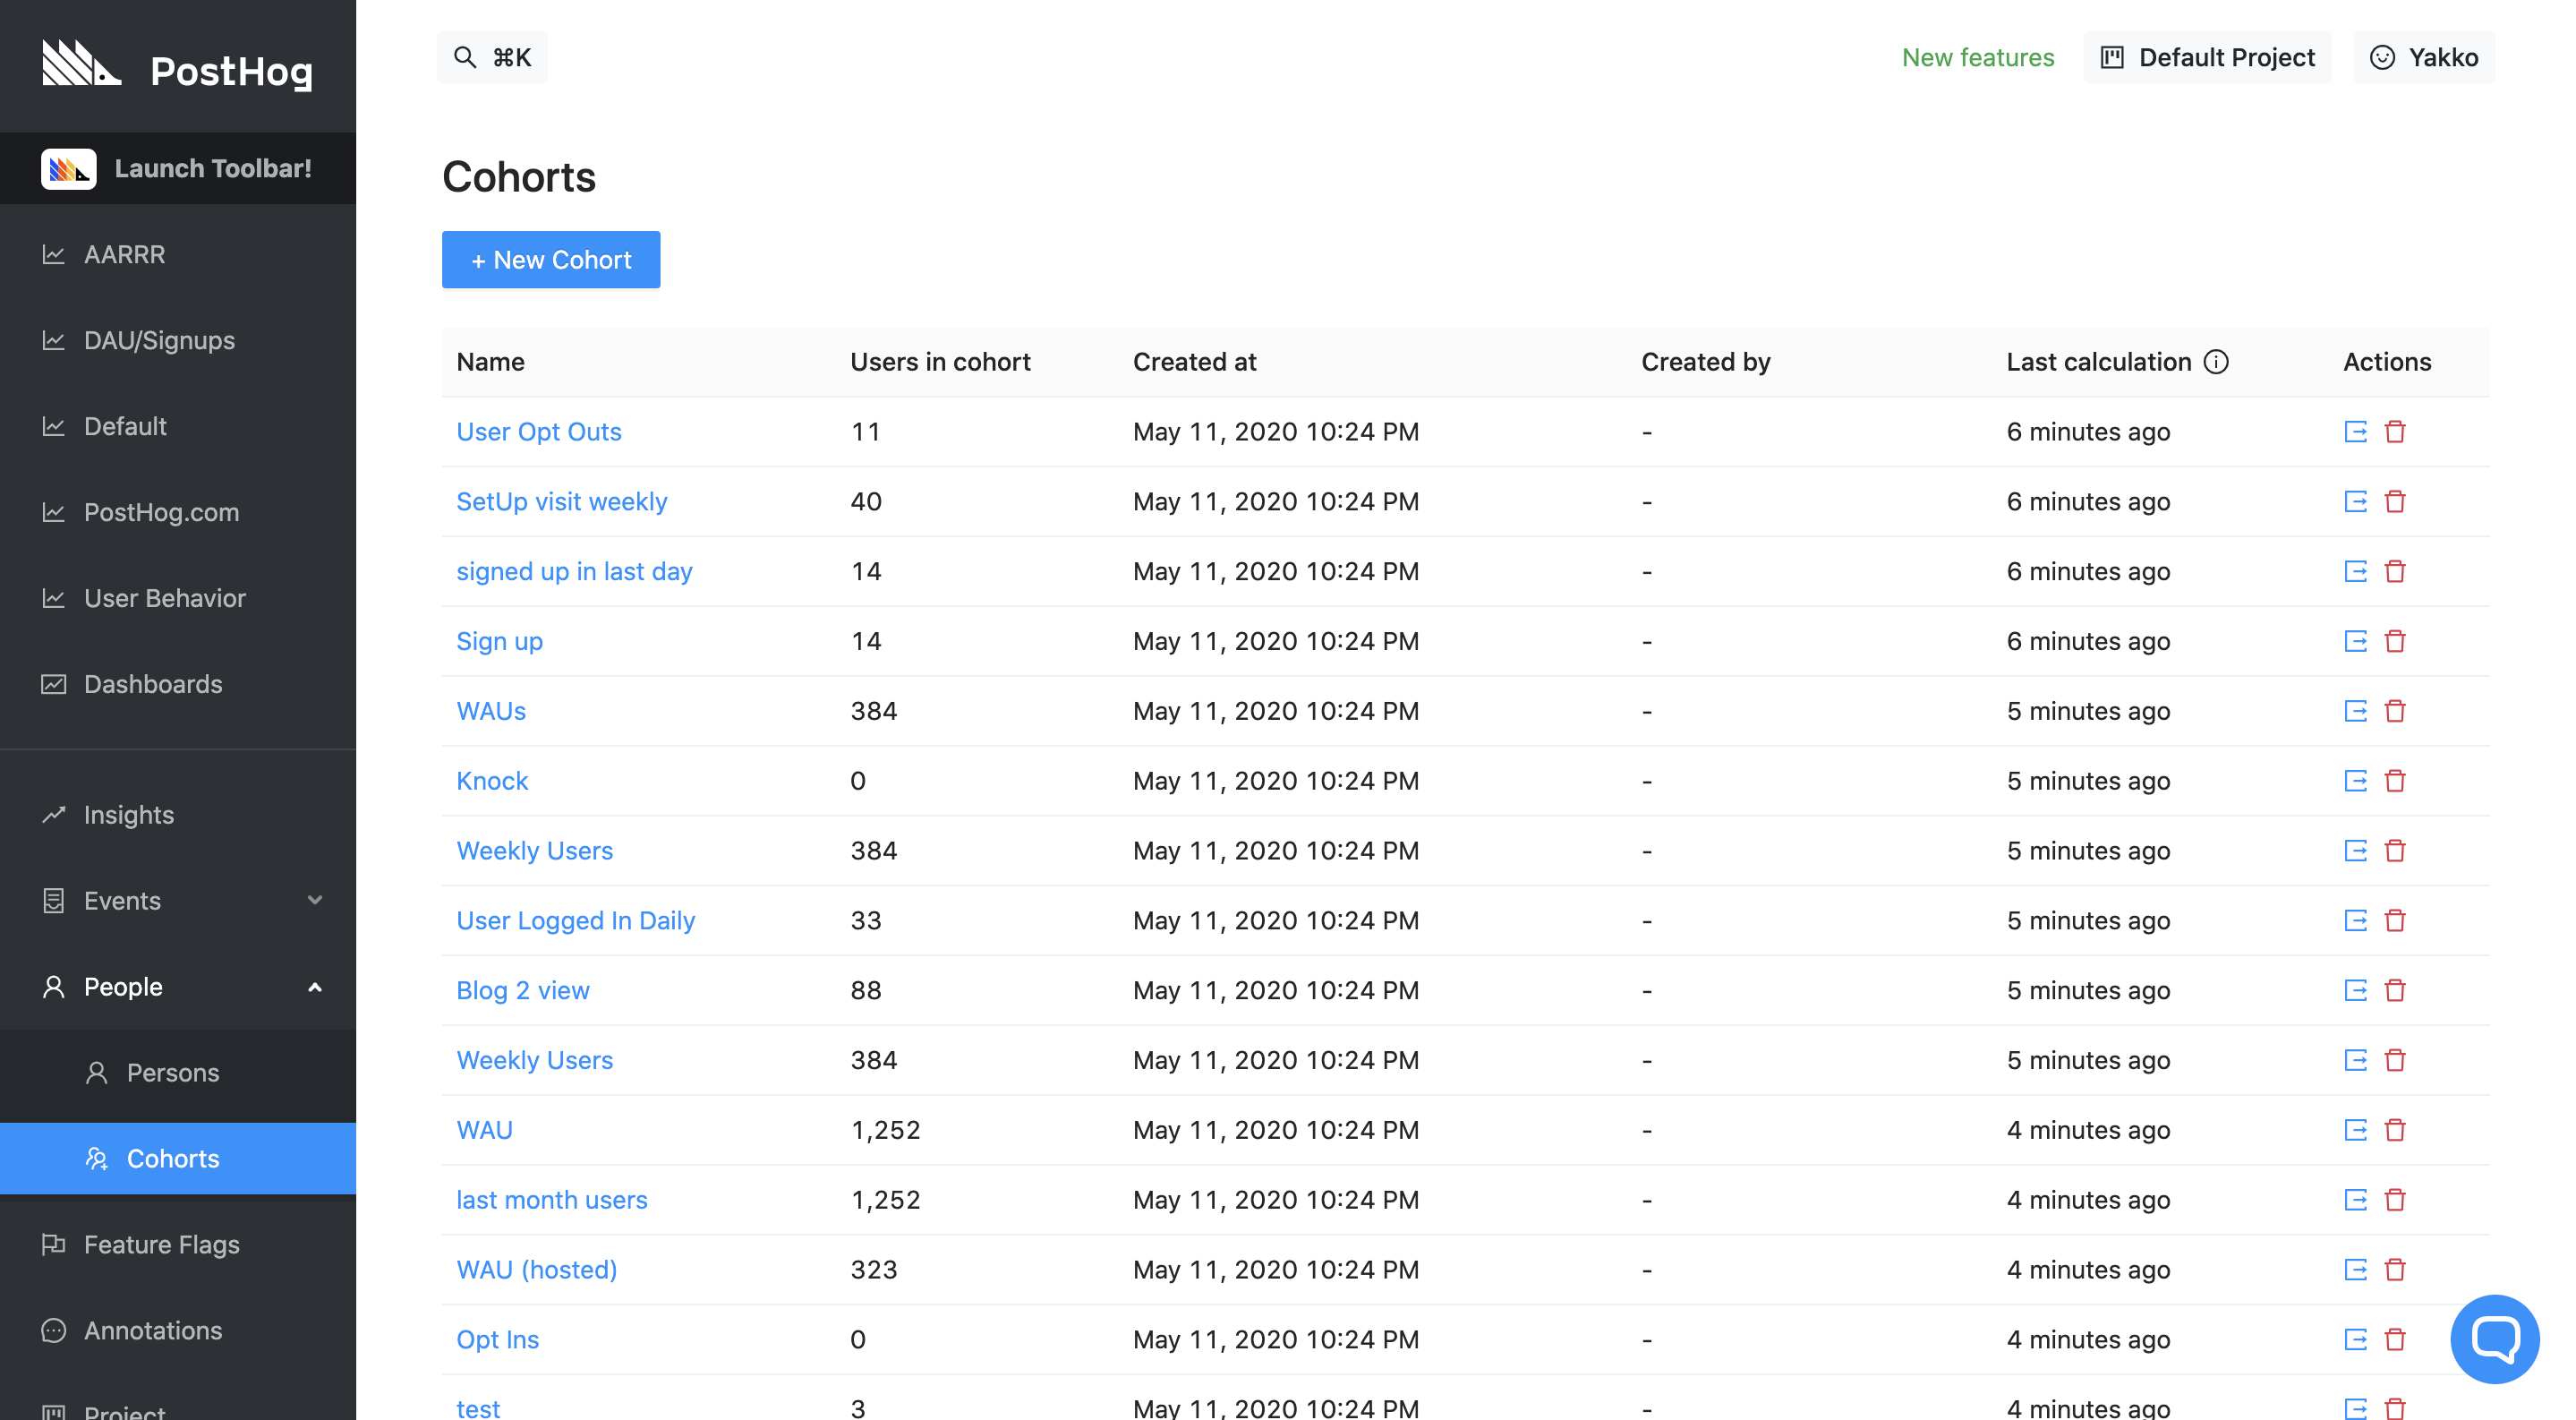 PostHog
Launch Toolbar!
AARRR
DAU/Signups
Default
PostHog.com
User Behavior
Dashboards
Insights
Events
People
Persons
Cohorts
Feature Flags
Annotations
Project
⌘K
New features
Default Project
Yakko
Cohorts
+ New Cohort
Name Users in cohort Created at Created by Last calculation Actions
User Opt Outs 11 May 11, 2020 10:24 PM - 6 minutes ago
SetUp visit weekly 40 May 11, 2020 10:24 PM - 6 minutes ago
signed up in last day 14 May 11, 2020 10:24 PM - 6 minutes ago
Sign up 14 May 11, 2020 10:24 PM - 6 minutes ago
WAUs 384 May 11, 2020 10:24 PM - 5 minutes ago
Knock 0 May 11, 2020 10:24 PM - 5 minutes ago
Weekly Users 384 May 11, 2020 10:24 PM - 5 minutes ago
User Logged In Daily 33 May 11, 2020 10:24 PM - 5 minutes ago
Blog 2 view 88 May 11, 2020 10:24 PM - 5 minutes ago
Weekly Users 384 May 11, 2020 10:24 PM - 5 minutes ago
WAU 1,252 May 11, 2020 10:24 PM - 4 minutes ago
last month users 1,252 May 11, 2020 10:24 PM - 4 minutes ago
WAU (hosted) 323 May 11, 2020 10:24 PM - 4 minutes ago
Opt Ins 0 May 11, 2020 10:24 PM - 4 minutes ago
test 3 May 11, 2020 10:24 PM - 4 minutes ago